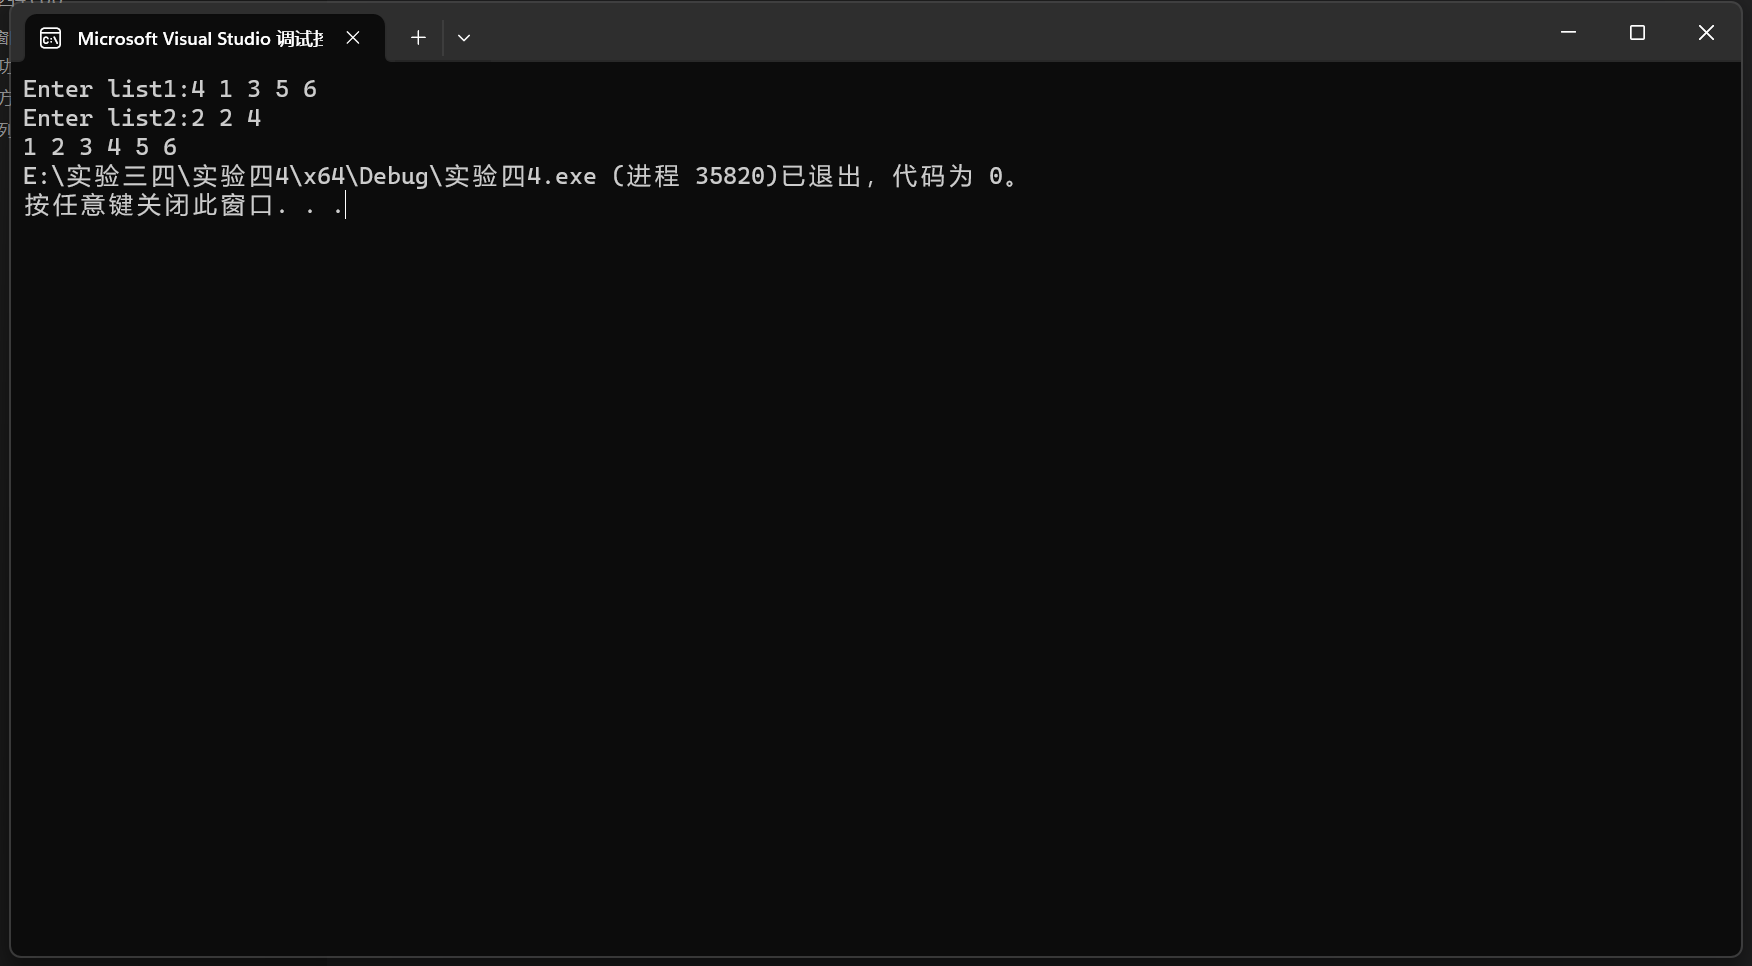 Microsoft Visual Studio 调试
Enter list1:4 1 3 5 6
Enter list2:2 2 4
1 2 3 4 5 6
E:\实验三四\实验四4\x64\Debug\实验四4.exe (进程 35820)已退出，代码为 0。
按任意键关闭此窗口. . .